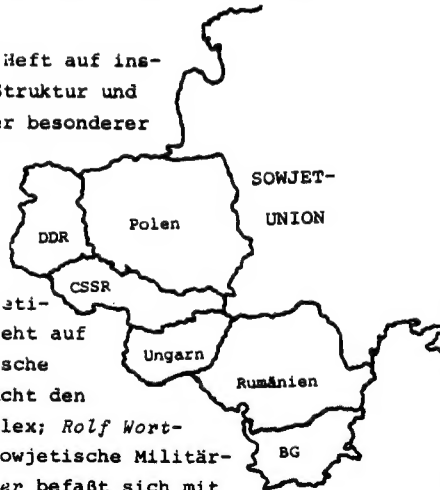 Heft auf ins-
Struktur und
er besonderer
SOWJET-
UNION
Polen
DDR
CSSR
eti-
eht auf
Ungarn
sche
Rumänien
cht den
lex; Rolf Wort-
BG
owjetische Militär-
er befaßt sich mit